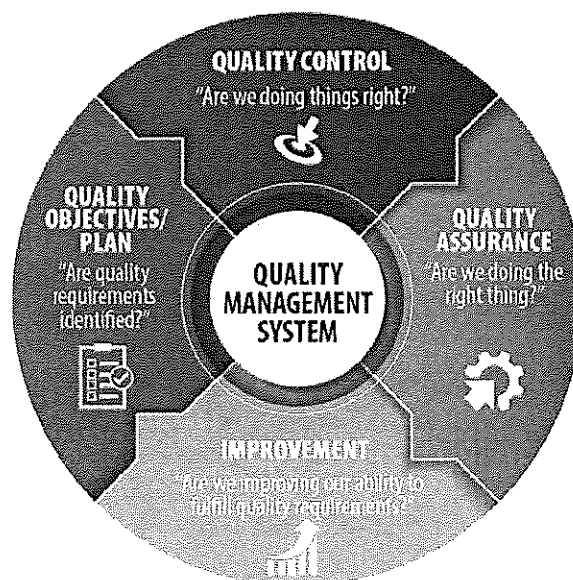 QUALITY CONTROL
"Are we doing things right?"
QUALITY
OBJECTIVES/
PLAN
"Are quality
requirements
identified?"
QUALITY
MANAGEMENT
SYSTEM
QUALITY
ASSURANCE
"Are we doing the
right thing?"
IMPROVEMENT
"Are we improving our ability to
fulfill quality requirements?"